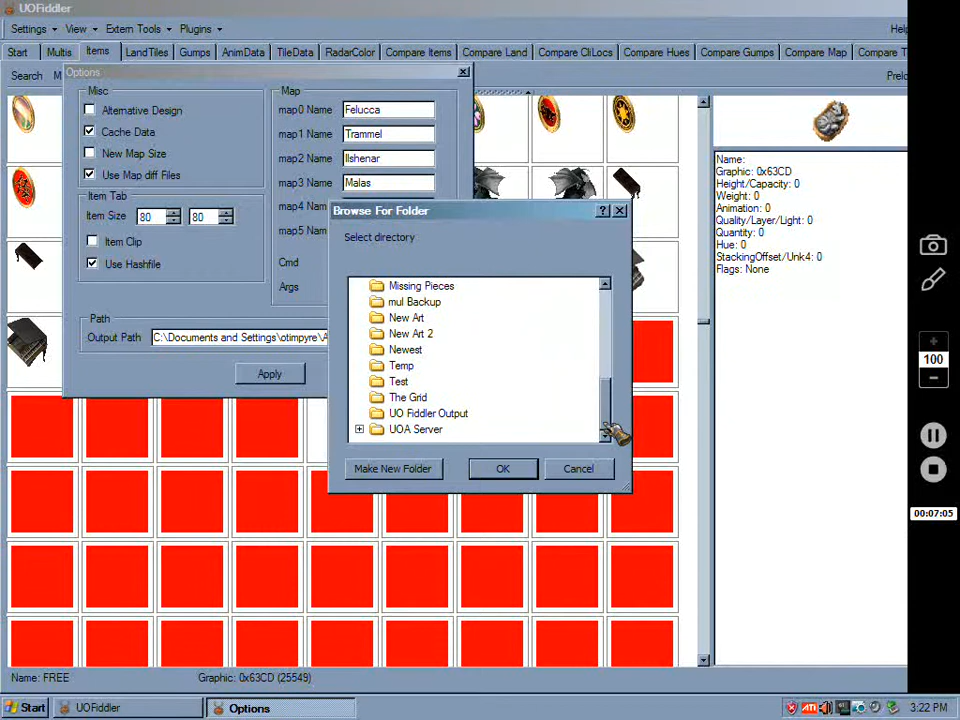 UOFiddler
Settings View Extern Tools Plugins Help
Start Multis Items LandTiles Gumps AnimData TileData RadarColor Compare Items Compare Land Compare CliLocs Compare Hues Compare Gumps Compare Map Compare T
Search M Prelo
Options
Misc
Alternative Design
Cache Data
New Map Size
Use Map diff Files
Item Tab
Item Size 80 80
Item Clip
Use Hashfile
Map
map0 Name Felucca
map1 Name Trammel
map2 Name Ilshenar
map3 Name Malas
map4 Nam
map5 Nam
Cmd
Args
Path
Output Path C:\Documents and Settings\otimpyre\A
Apply
Browse For Folder
Select directory
Missing Pieces
mul Backup
New Art
New Art 2
Newest
Temp
Test
The Grid
UO Fiddler Output
UOA Server
Make New Folder OK Cancel
Name:
Graphic: 0x63CD
Height/Capacity: 0
Weight: 0
Animation: 0
Quality/Layer/Light: 0
Quantity: 0
Hue: 0
StackingOffset/Unk4: 0
Flags: None
100
00:07:05
Name: FREE Graphic: 0x63CD (25549)
Start UOFiddler Options ATI 3:22 PM